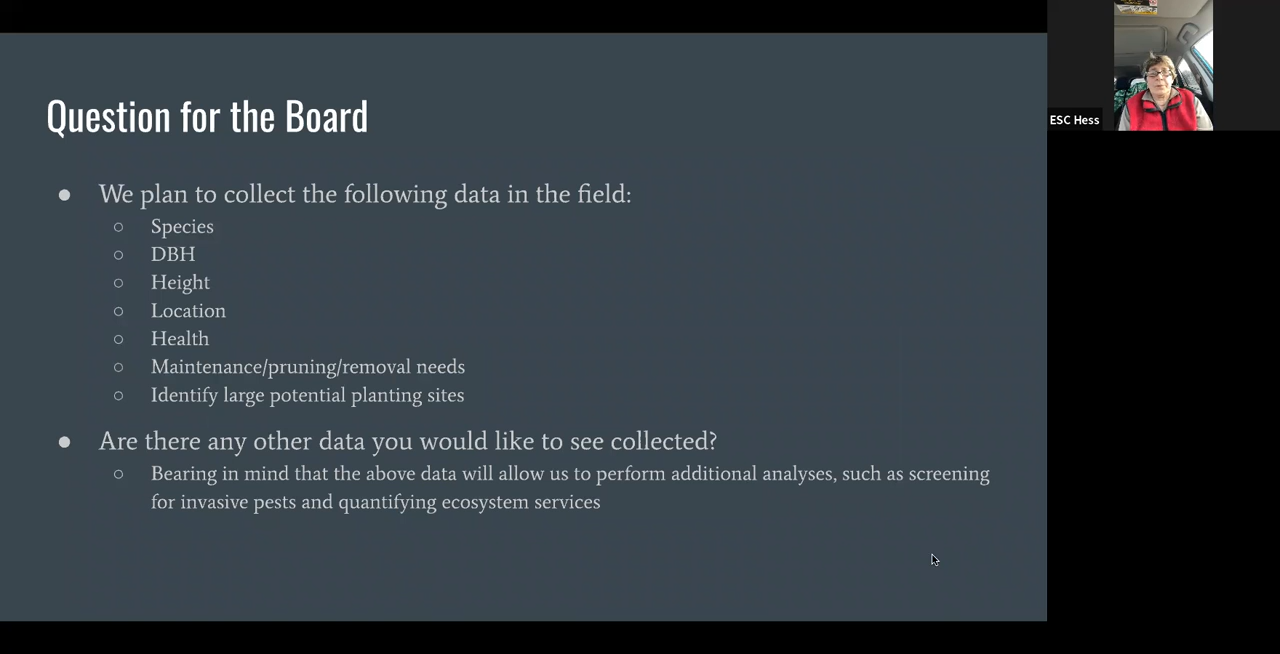 Question for the Board
● We plan to collect the following data in the field:
○ Species
○ DBH
○ Height
○ Location
○ Health
○ Maintenance/pruning/removal needs
○ Identify large potential planting sites
● Are there any other data you would like to see collected?
○ Bearing in mind that the above data will allow us to perform additional analyses, such as screening
for invasive pests and quantifying ecosystem services
ESC Hess